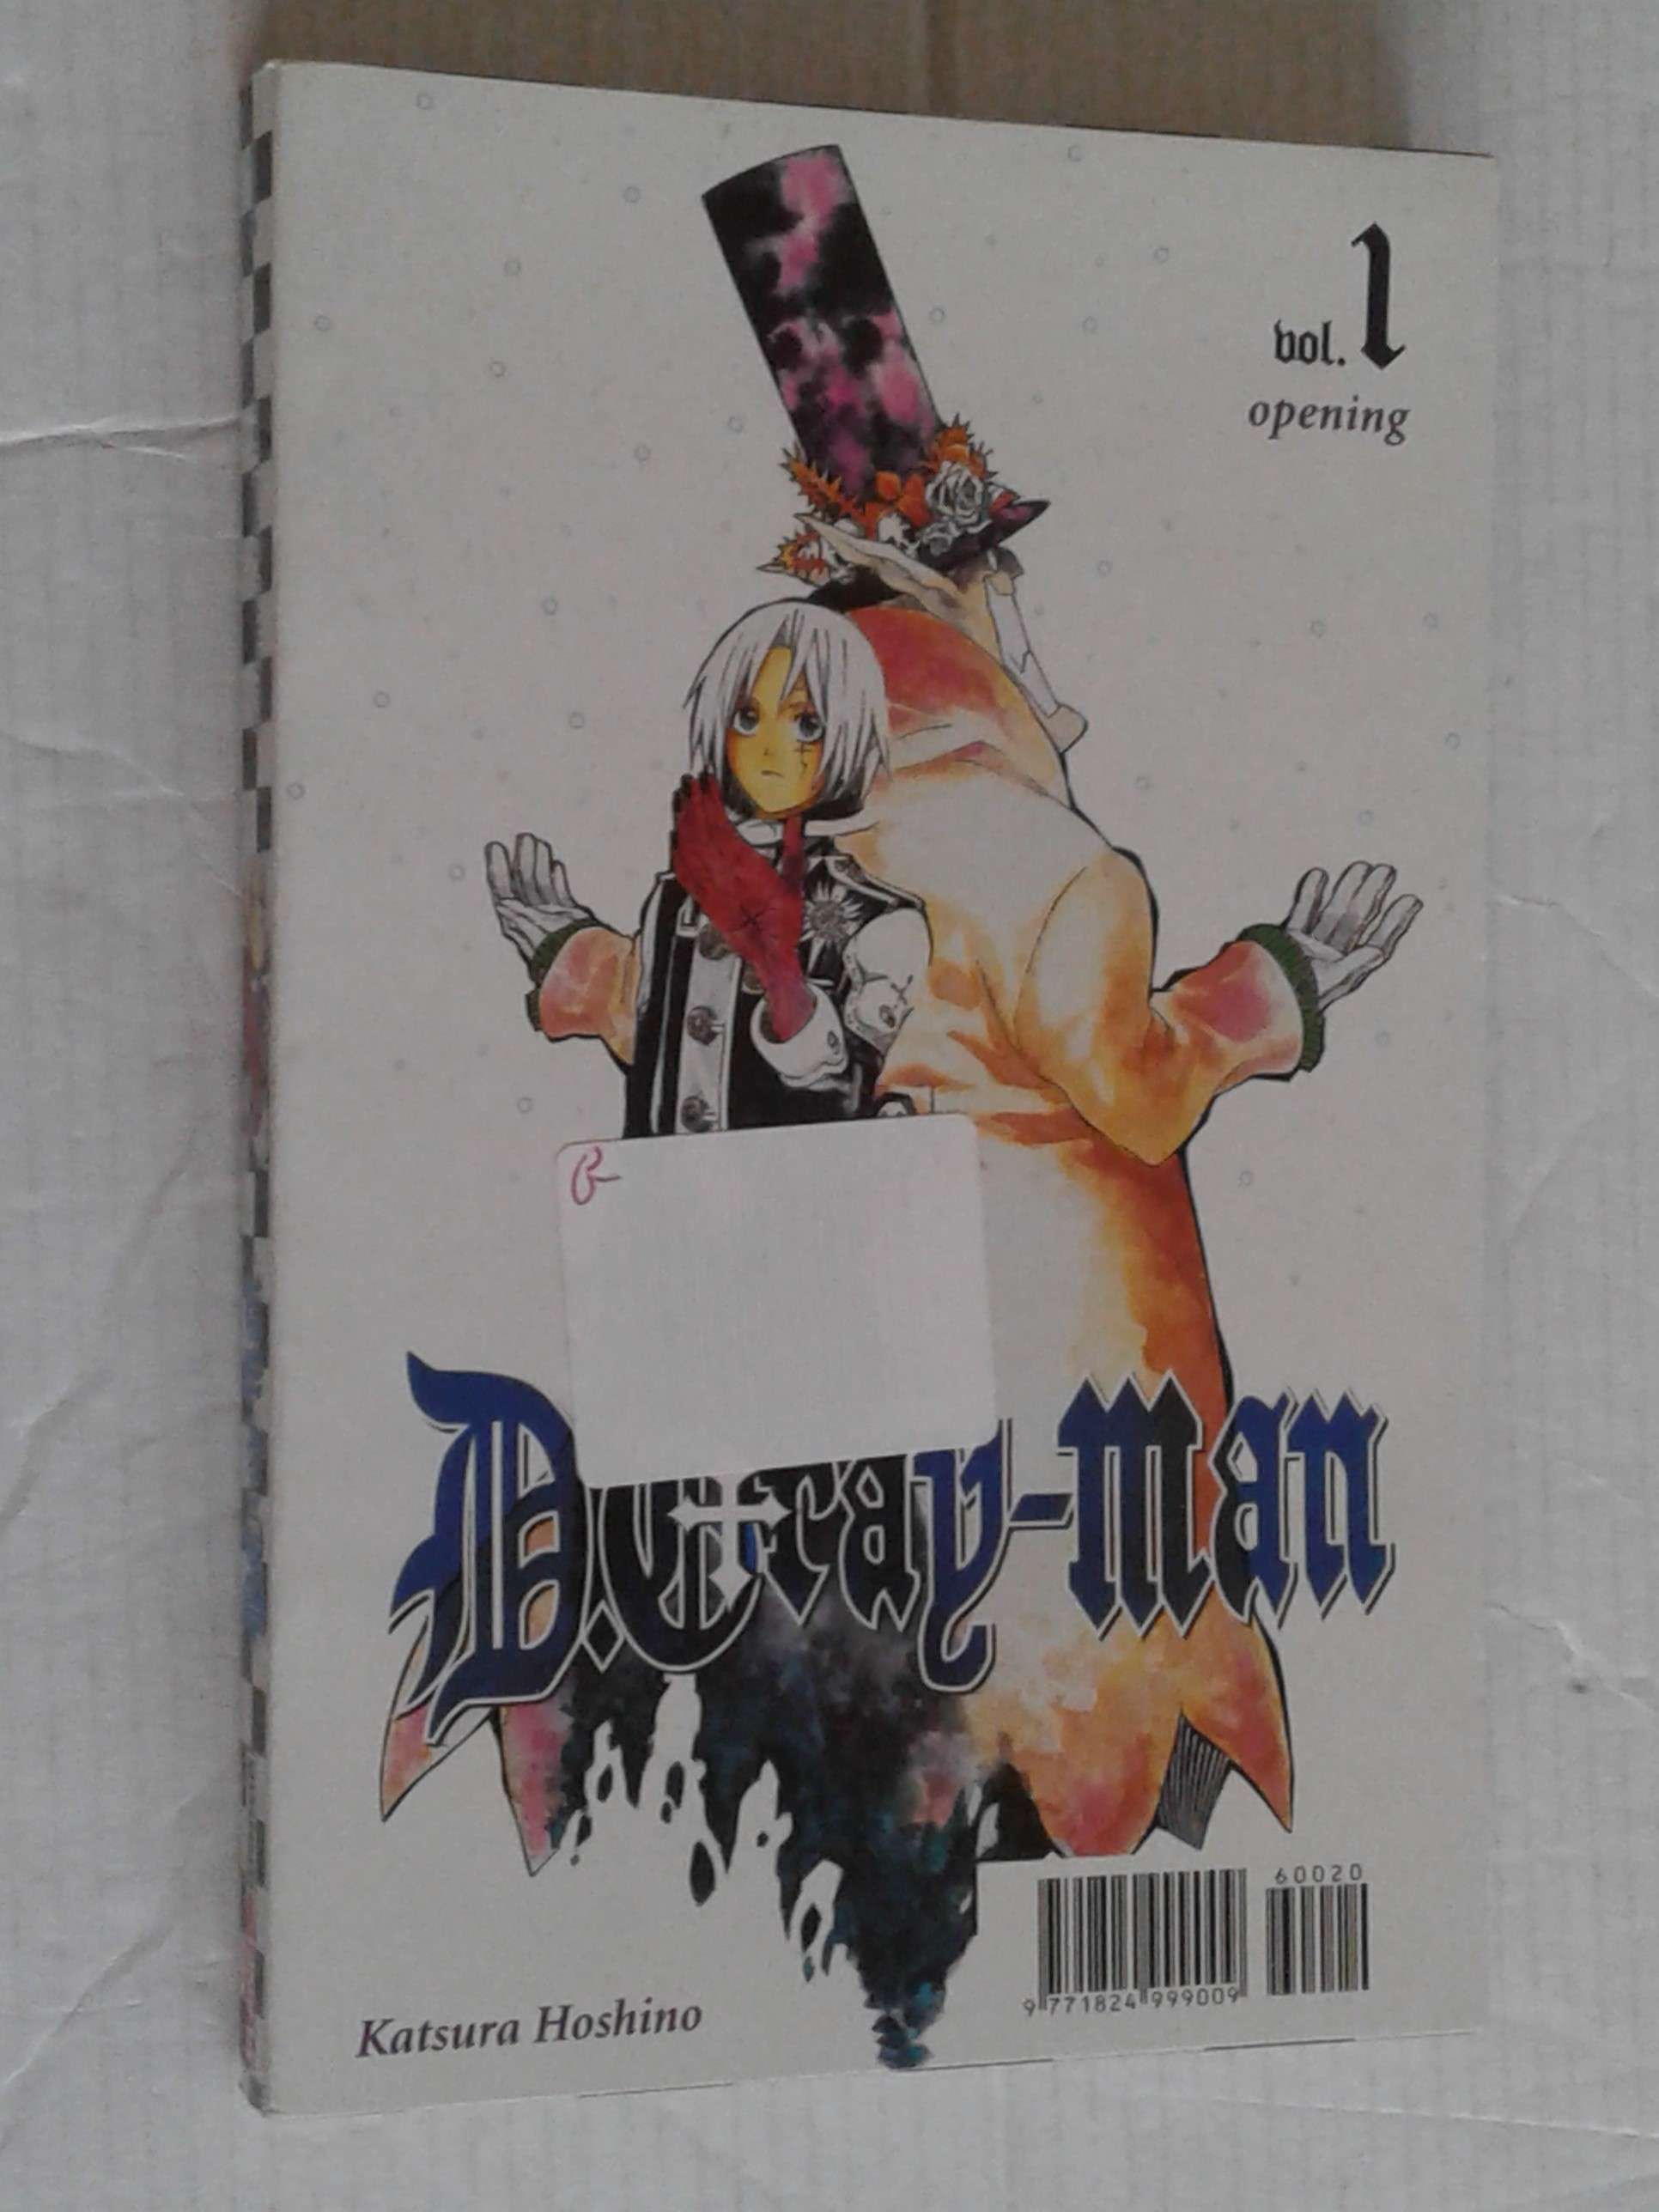 vol. 1
opening
D.Gray-man
60020
9 771824 999009
Katsura Hoshino